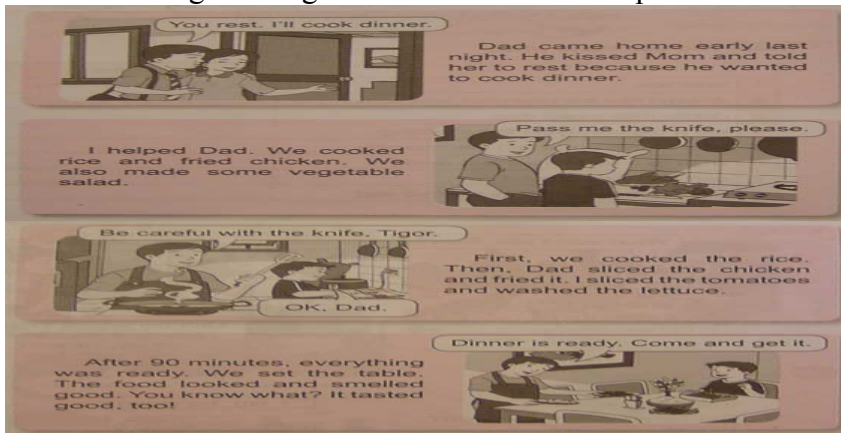 You rest. I'll cook dinner.
Dad came home early last
night. He kissed Mom and told
her to rest because he wanted
to cook dinner.
I helped Dad. We cooked
rice and fried chicken. We
also made some vegetable
salad.
Pass me the knife, please.
Be careful with the knife, Tigor.
OK, Dad.
First, we cooked the rice.
Then, Dad sliced the chicken
and fried it. I sliced the tomatoes
and washed the lettuce.
After 90 minutes, everything
was ready. We set the table.
The food looked and smelled
good. You know what? It tasted
good, too!
Dinner is ready. Come and get it.